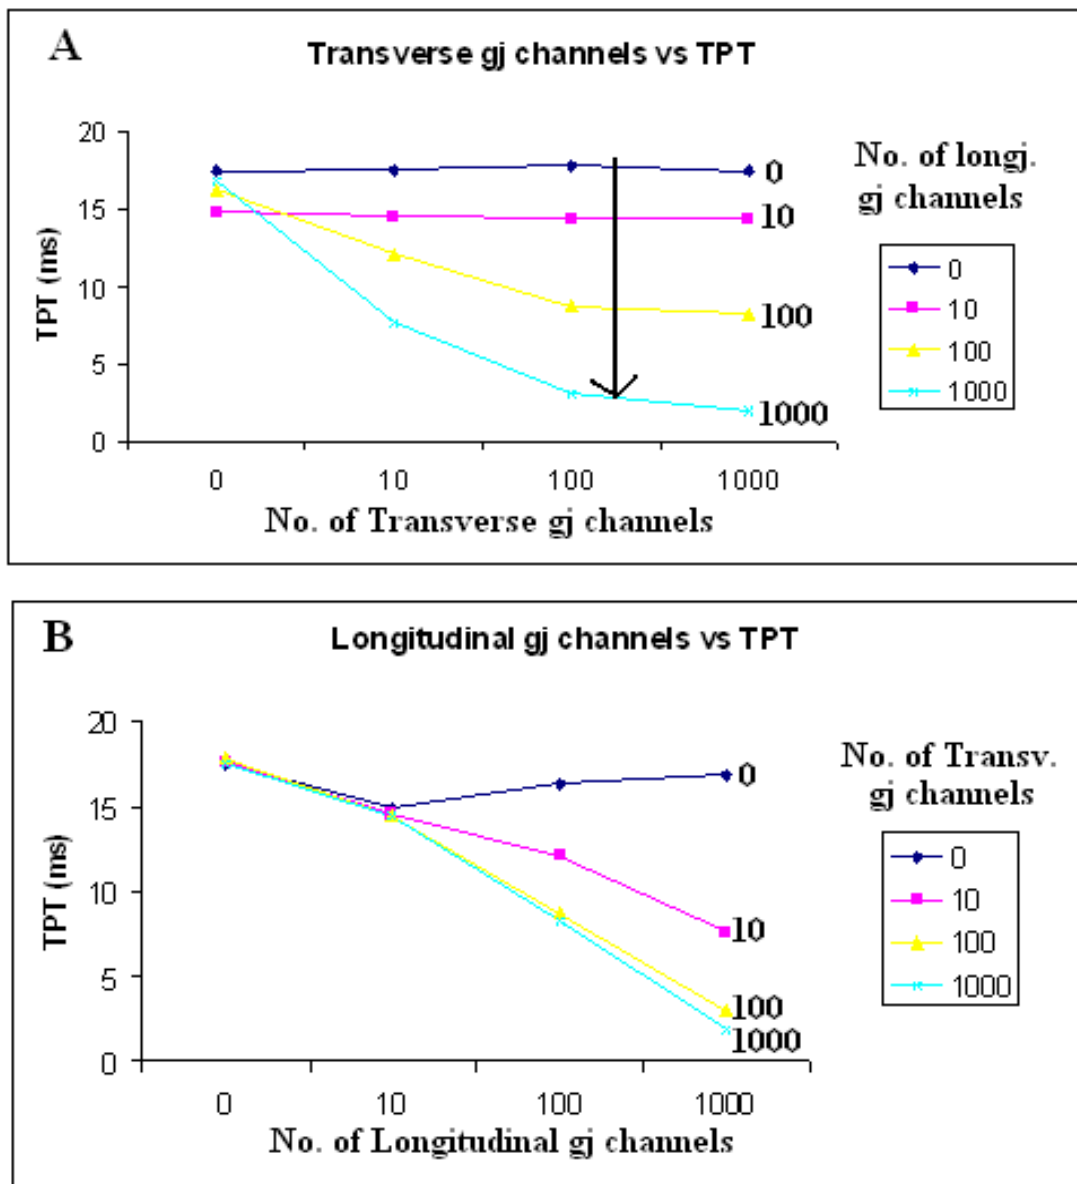 A
Transverse gj channels vs TPT
20
15
10
5
0
TPT (ms)
0
10
100
1000
No. of longj.
gj channels
0
10
100
1000
0 10 100 1000
No. of Transverse gj channels
B
Longitudinal gj channels vs TPT
20
15
10
5
0
TPT (ms)
0
10
100
1000
No. of Transv.
gj channels
0
10
100
1000
0 10 100 1000
No. of Longitudinal gj channels